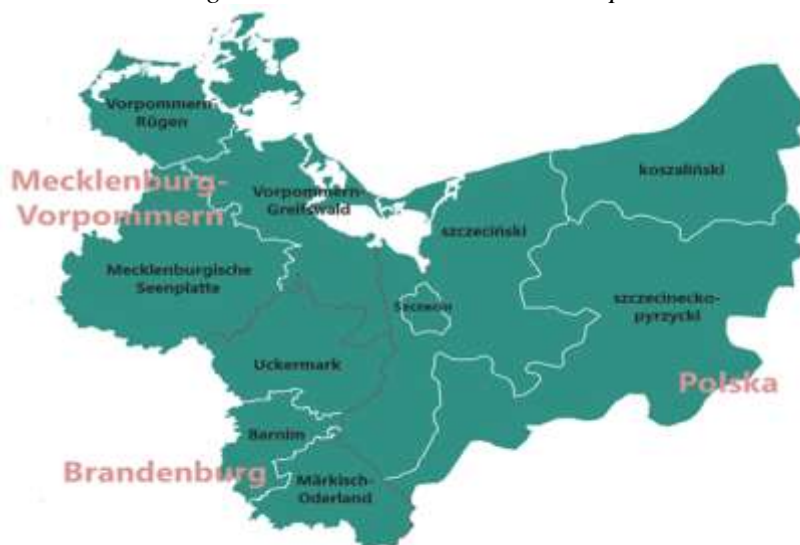 Vorpommern-
Rügen
Mecklenburg-
Vorpommern
Vorpommern-
Greifswald
koszaliński
szczeciński
Mecklenburgische
Seenplatte
Szczecin
szczecinecko-
pyrzycki
Uckermark
Polska
Barnim
Brandenburg
Märkisch-
Oderland